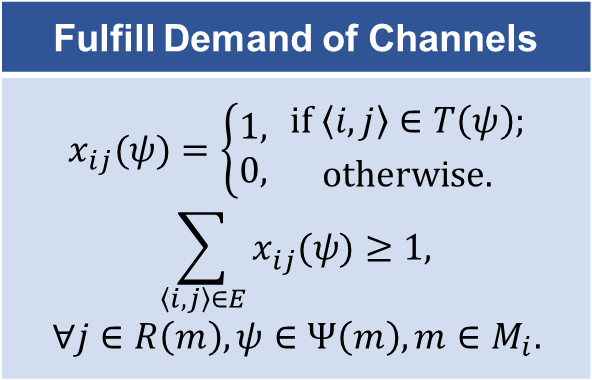 Fulfill Demand of Channels
x_{ij}(ψ) = {1, if ⟨i, j⟩ ∈ T(ψ);
0, otherwise.
∑_{⟨i,j⟩∈E} x_{ij}(ψ) ≥ 1,
∀j ∈ R(m), ψ ∈ Ψ(m), m ∈ M_i.